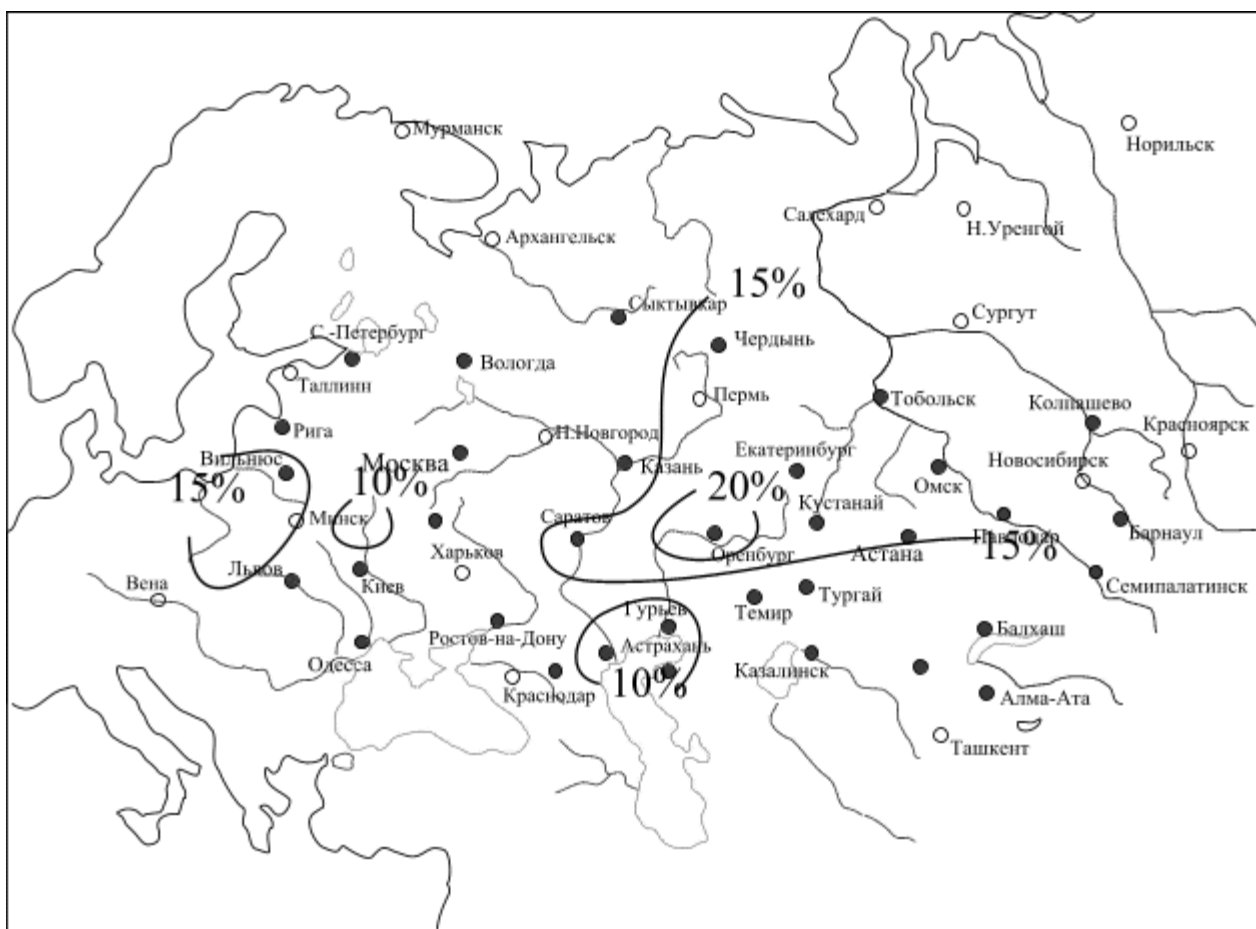 Мурманск
Норильск
Салехард
Н.Уренгой
Архангельск
15%
Сыктывкар
Сургут
С.-Петербург
Чердынь
Вологда
Таллинн
Пермь
Тобольск
Колпашево
Красноярск
Рига
Н.Новгород
Екатеринбург
Вильнюс
Москва
Казань
Новосибирск
15%
10%
20%
Омск
Кустанай
Минск
Саратов
Павлодар
Барнаул
Харьков
Оренбург
Астана
15%
Львов
Киев
Вена
Семипалатинск
Тургай
Темир
Гурьев
Балхаш
Ростов-на-Дону
Астрахань
Одесса
Казалинск
10%
Краснодар
Алма-Ата
Ташкент